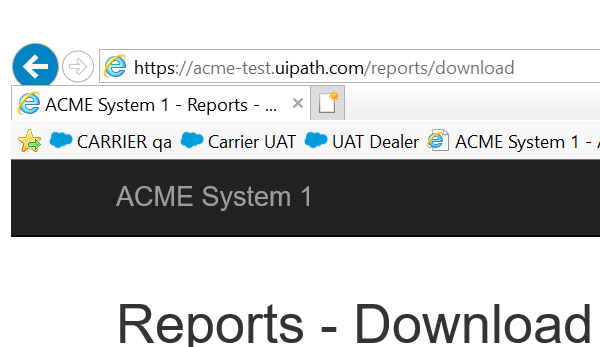 https://acme-test.uipath.com/reports/download
ACME System 1 - Reports - ...
CARRIER qa Carrier UAT UAT Dealer ACME System 1 -
ACME System 1
Reports - Download